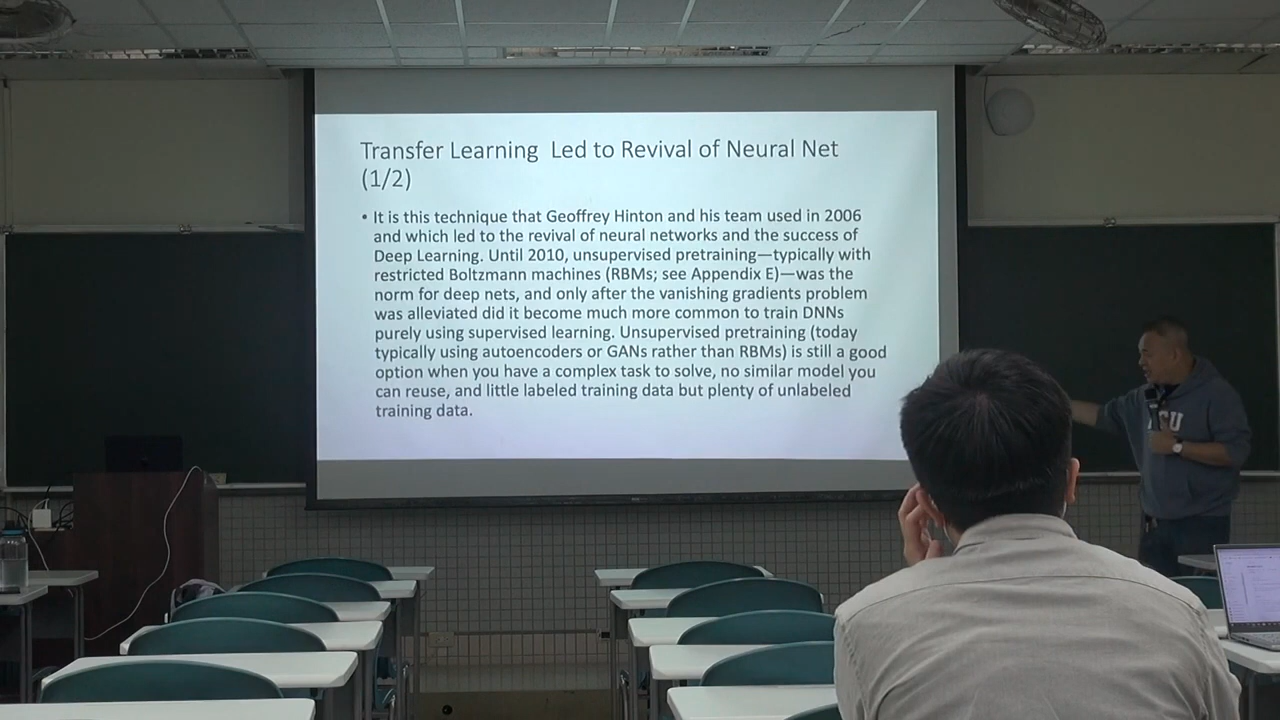 Transfer Learning Led to Revival of Neural Net
(1/2)
• It is this technique that Geoffrey Hinton and his team used in 2006
and which led to the revival of neural networks and the success of
Deep Learning. Until 2010, unsupervised pretraining—typically with
restricted Boltzmann machines (RBMs; see Appendix E)—was the
norm for deep nets, and only after the vanishing gradients problem
was alleviated did it become much more common to train DNNs
purely using supervised learning. Unsupervised pretraining (today
typically using autoencoders or GANs rather than RBMs) is still a good
option when you have a complex task to solve, no similar model you
can reuse, and little labeled training data but plenty of unlabeled
training data.